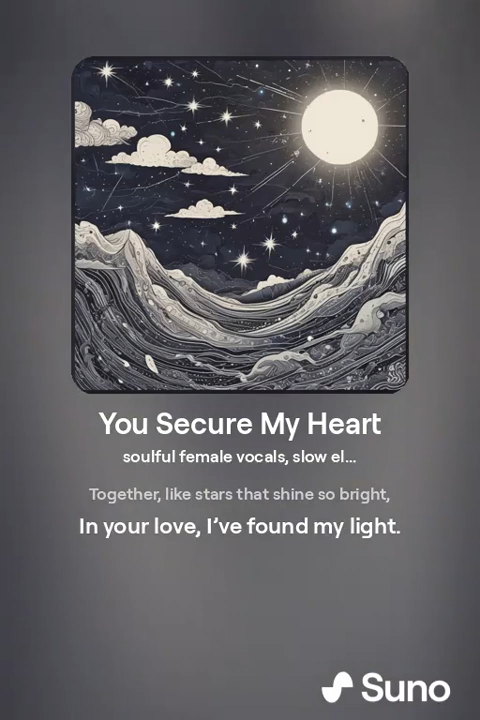 You Secure My Heart
soulful female vocals, slow el...
Together, like stars that shine so bright,
In your love, I’ve found my light.
Suno